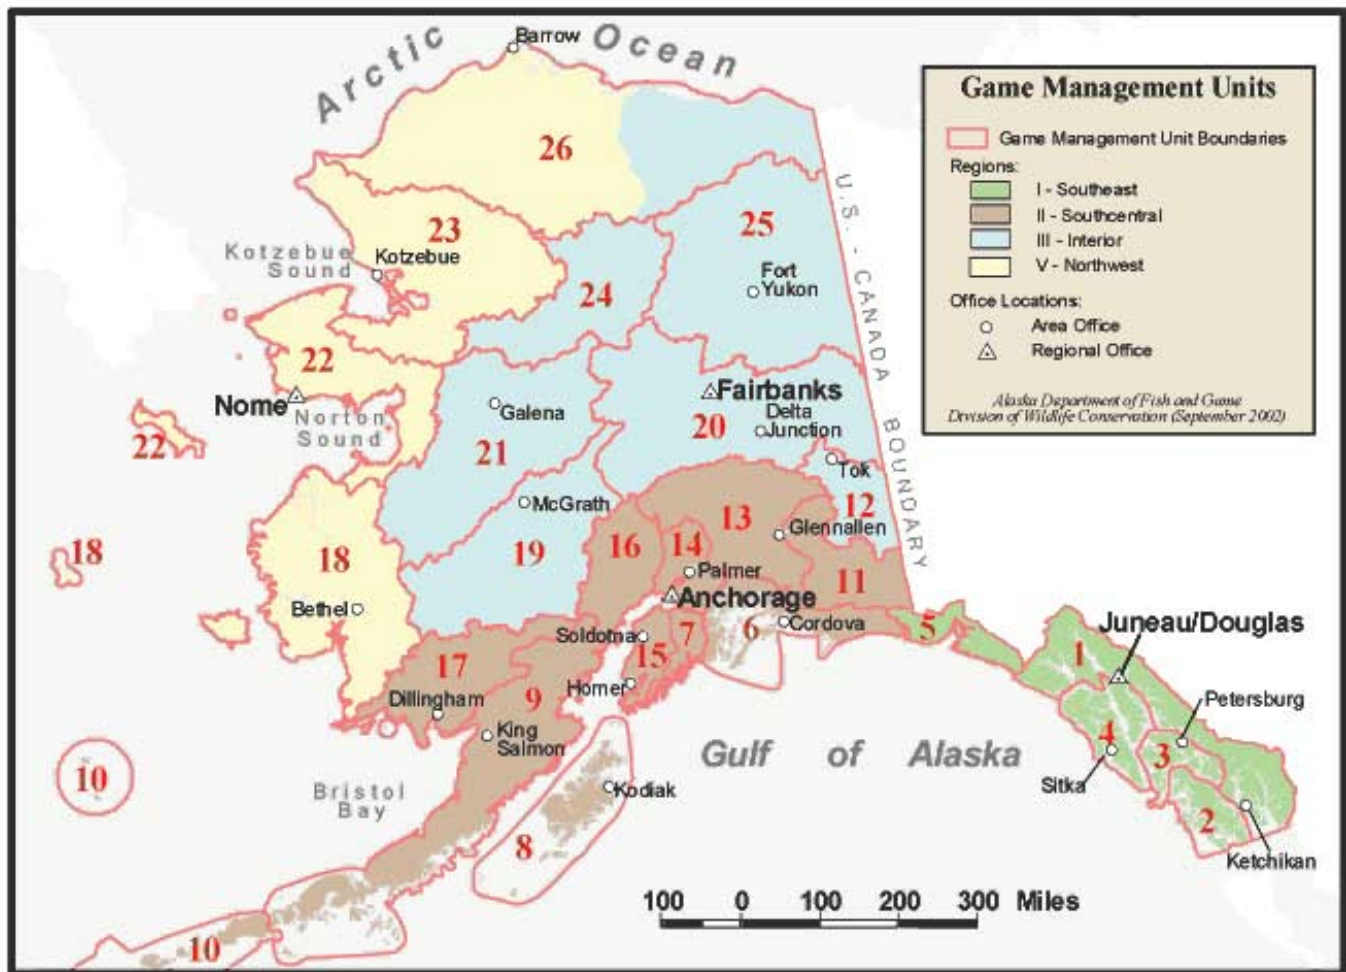 Arctic Ocean
Barrow
Game Management Units
Game Management Unit Boundaries
Regions:
I - Southeast
II - Southcentral
III - Interior
V - Northwest
Office Locations:
Area Office
Regional Office
Alaska Department of Fish and Game
Division of Wildlife Conservation (September 2002)
26
25
23
Kotzebue
Sound
Kotzebue
Fort
Yukon
24
U.S. - CANADA BOUNDARY
22
Nome
Norton
Sound
Galena
Fairbanks
20
Delta
Junction
22
21
Tok
McGrath
12
13
Glennallen
18
18
19
16
14
Palmer
11
Bethel
Anchorage
Soldotna
7
6
Cordova
5
Juneau/Douglas
1
17
15
Homer
Dillingham
9
King
Salmon
Petersburg
4
3
Sitka
10
Gulf of Alaska
Bristol
Bay
Kodiak
8
2
Ketchikan
10
100 0 100 200 300 Miles